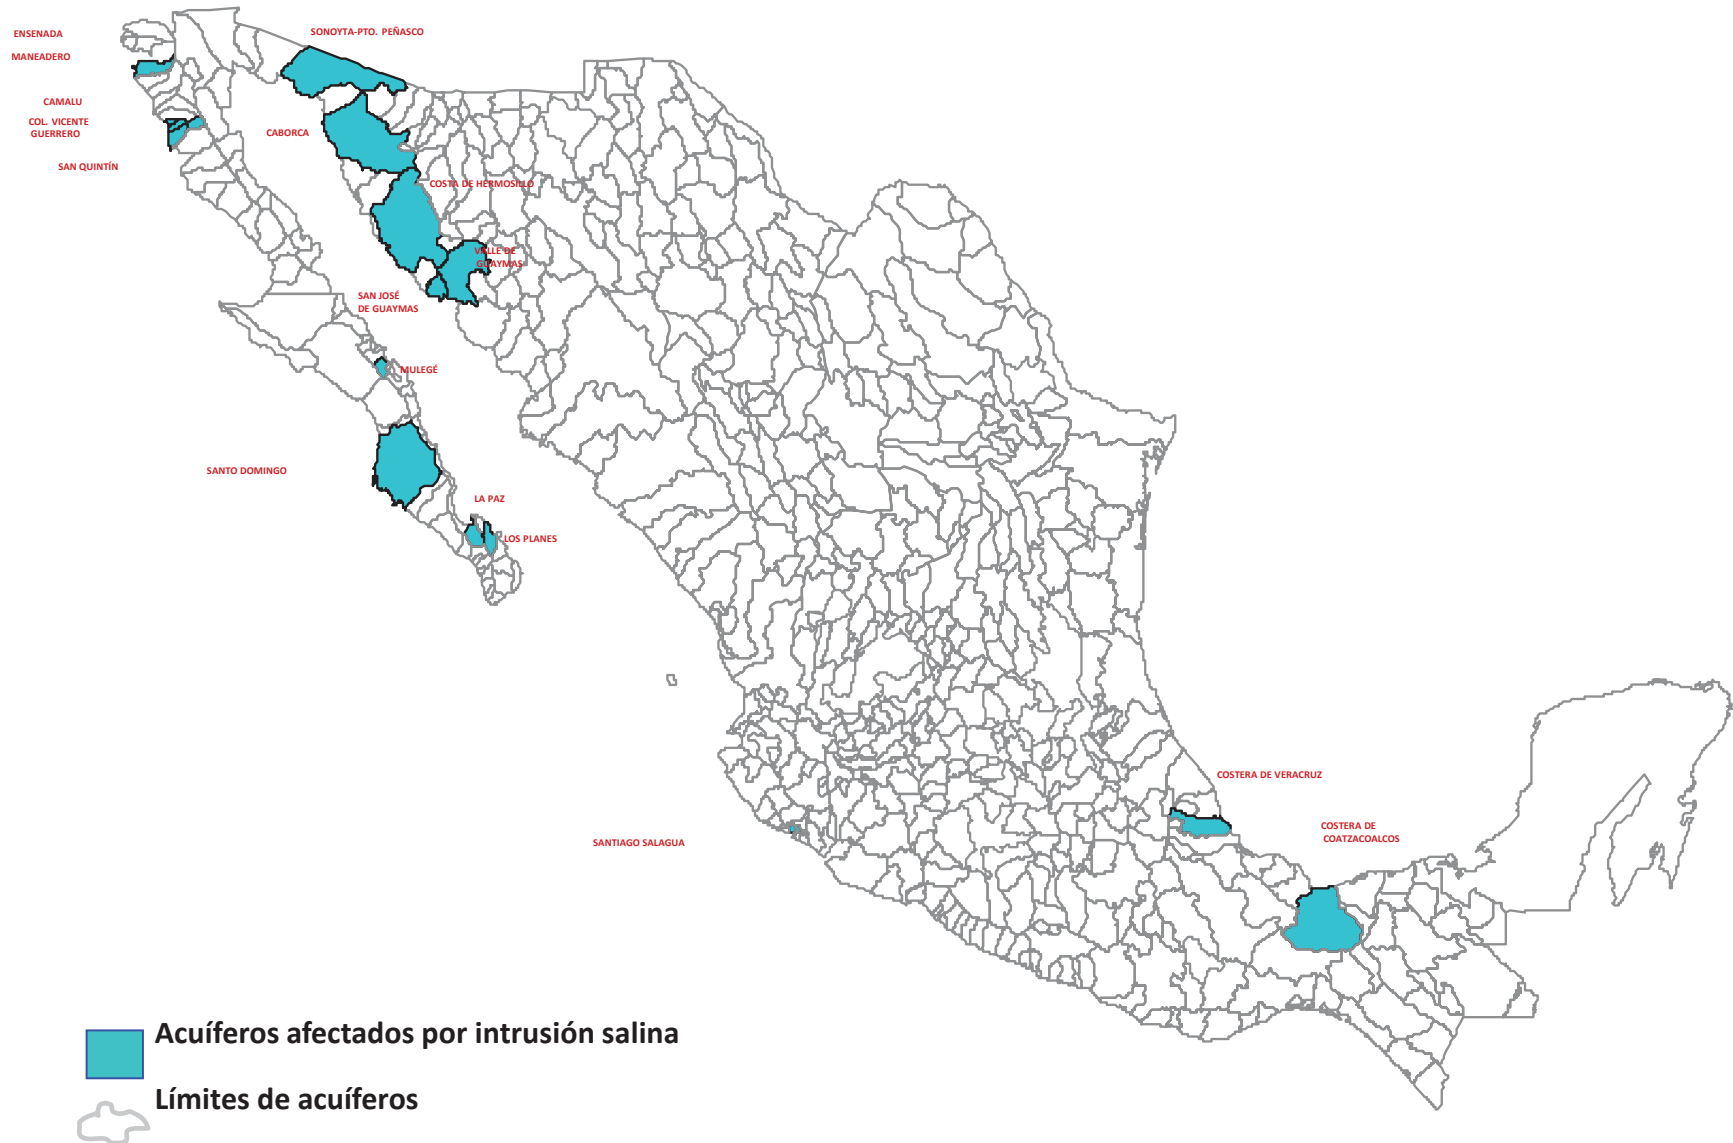 ENSENADA
SONOYTA-PTO. PEÑASCO
MANEADERO
CAMALU
COL. VICENTE
GUERRERO
CABORCA
SAN QUINTÍN
COSTA DE HERMOSILLO
VALLE DE
GUAYMAS
SAN JOSÉ
DE GUAYMAS
MULEGÉ
SANTO DOMINGO
LA PAZ
LOS PLANES
COSTERA DE VERACRUZ
COSTERA DE
COATZACOALCOS
SANTIAGO SALAGUA
Acuíferos afectados por intrusión salina
Límites de acuíferos